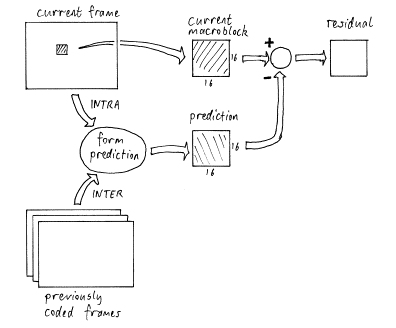 current frame
current
macroblock
residual
16
16
+
-
INTRA
prediction
form
prediction
16
16
INTER
previously
coded frames